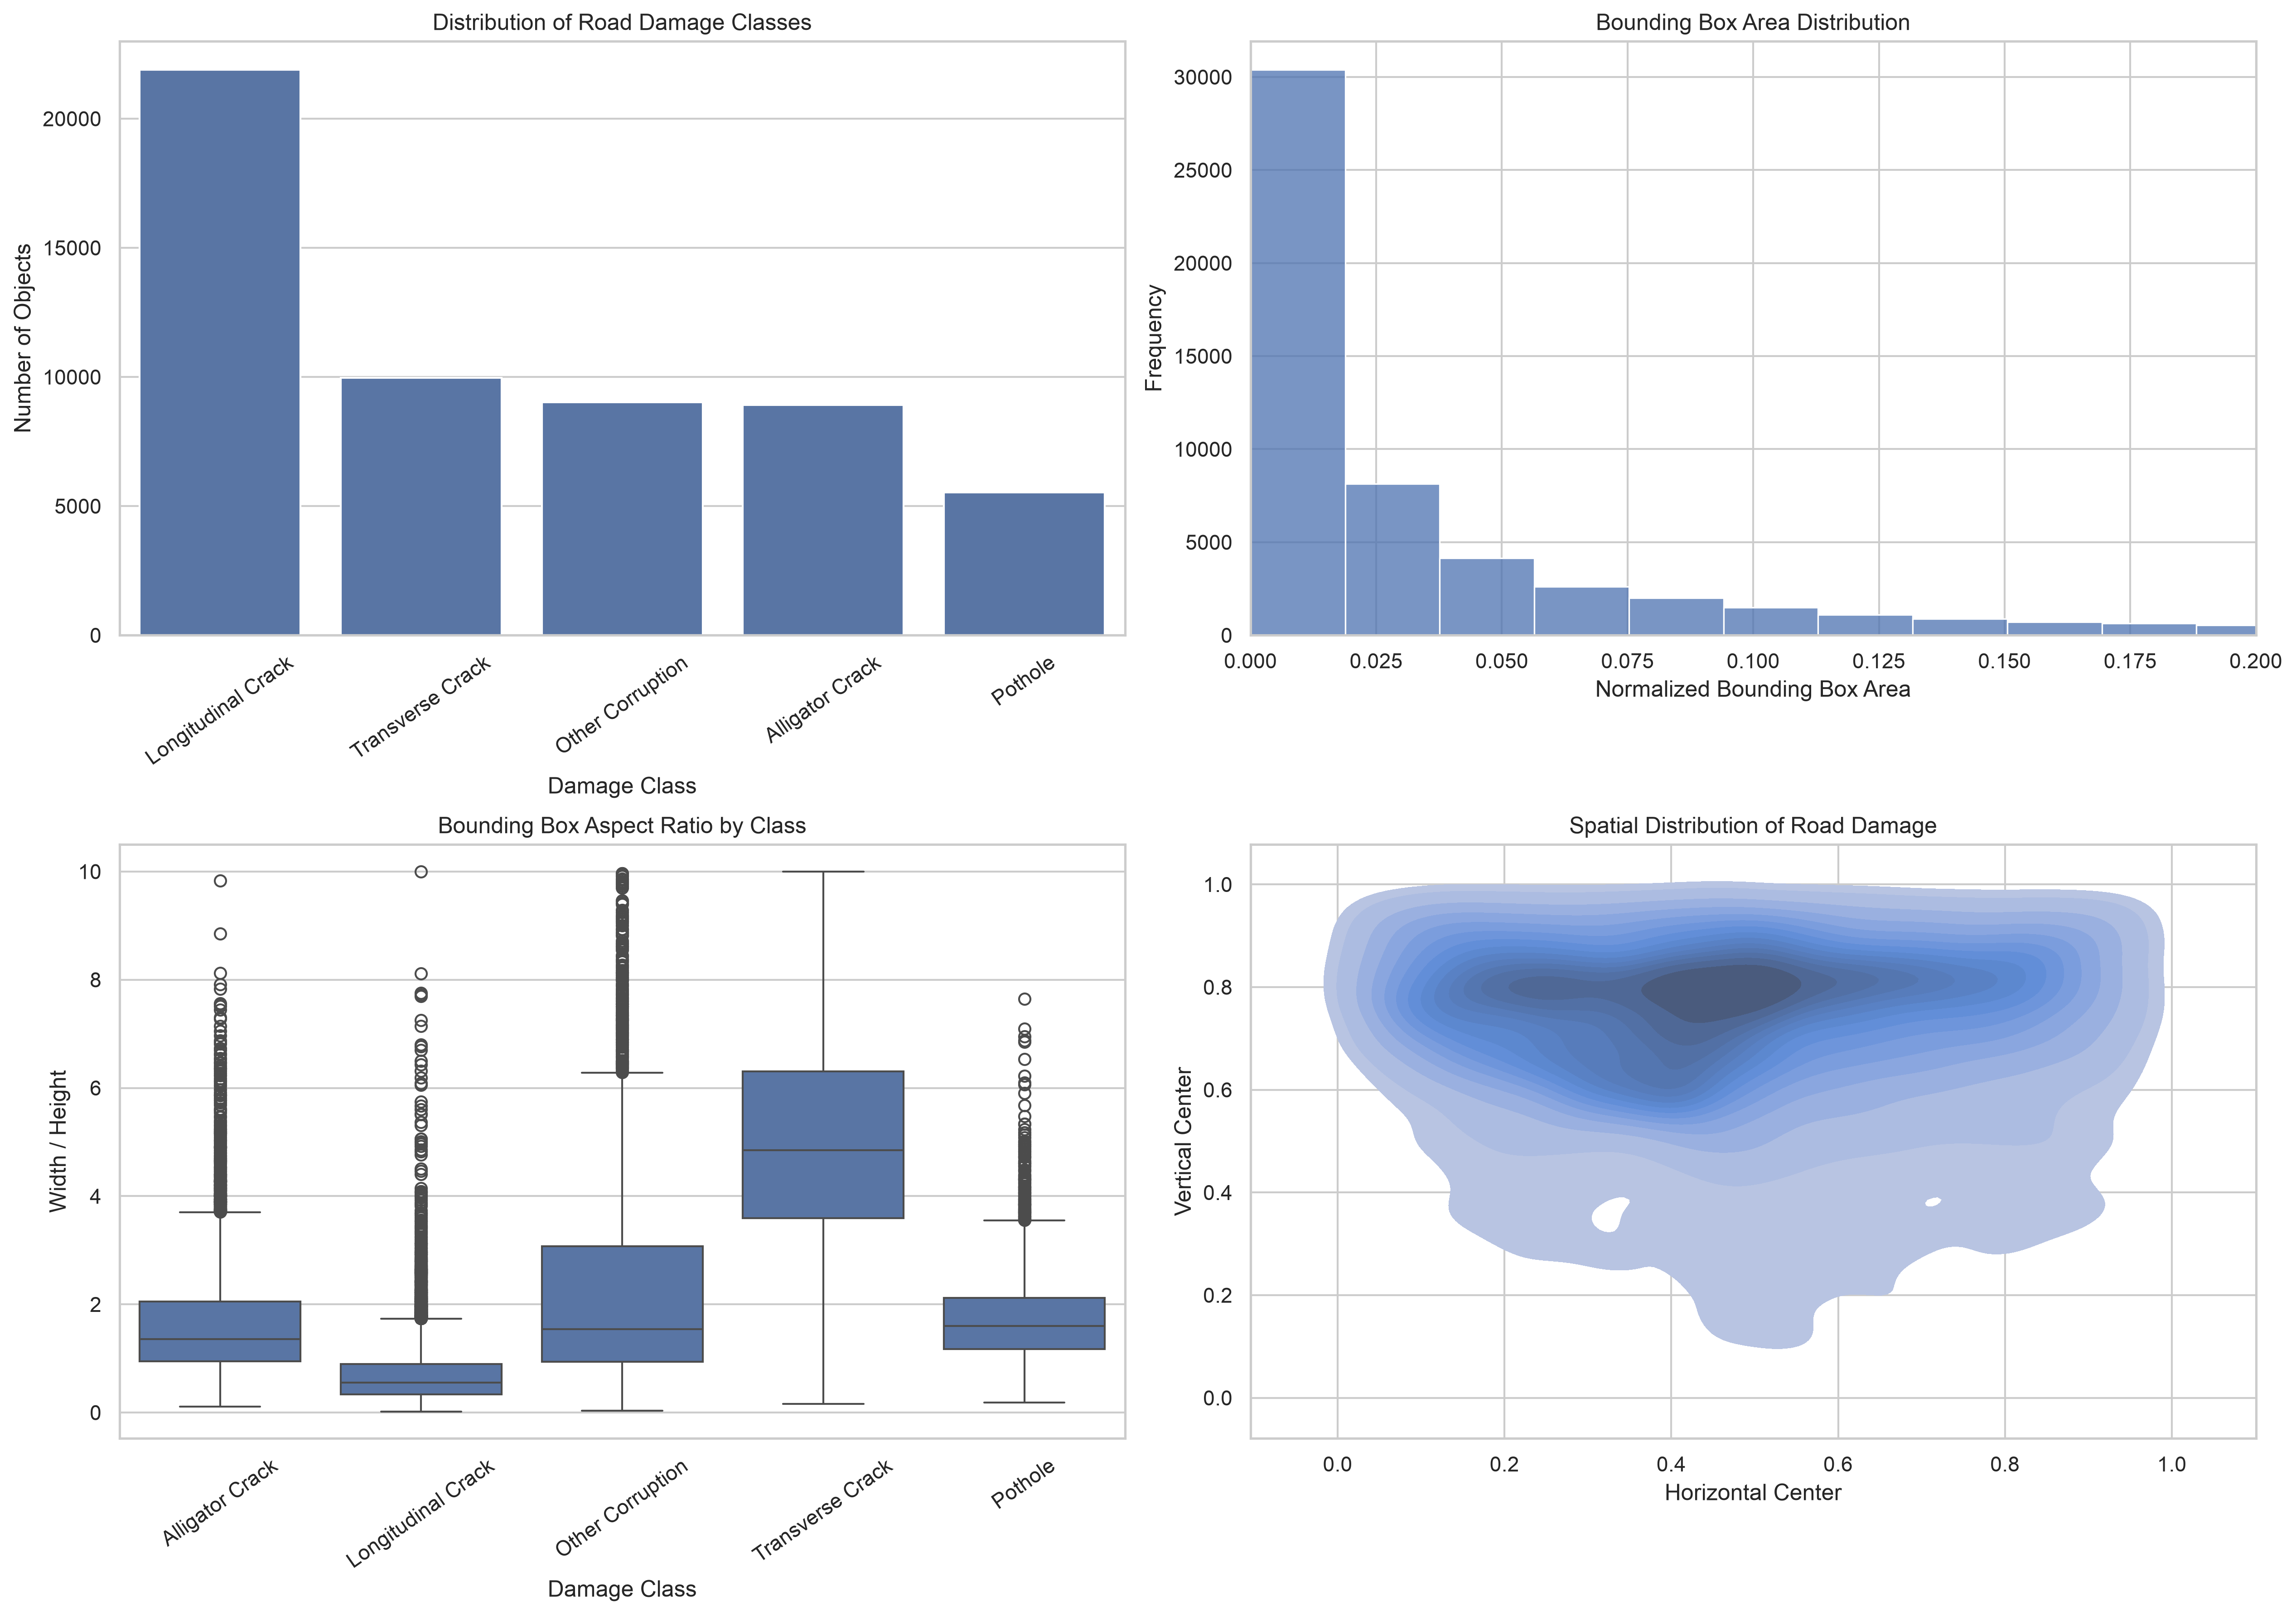 Distribution of Road Damage Classes
Number of Objects
20000
15000
10000
5000
0
Longitudinal Crack
Transverse Crack
Other Corruption
Alligator Crack
Pothole
Damage Class
Bounding Box Area Distribution
Frequency
30000
25000
20000
15000
10000
5000
0
0.000 0.025 0.050 0.075 0.100 0.125 0.150 0.175 0.200
Normalized Bounding Box Area
Bounding Box Aspect Ratio by Class
Width / Height
10
8
6
4
2
0
Alligator Crack
Longitudinal Crack
Other Corruption
Transverse Crack
Pothole
Damage Class
Spatial Distribution of Road Damage
Vertical Center
1.0
0.8
0.6
0.4
0.2
0.0
0.0 0.2 0.4 0.6 0.8 1.0
Horizontal Center